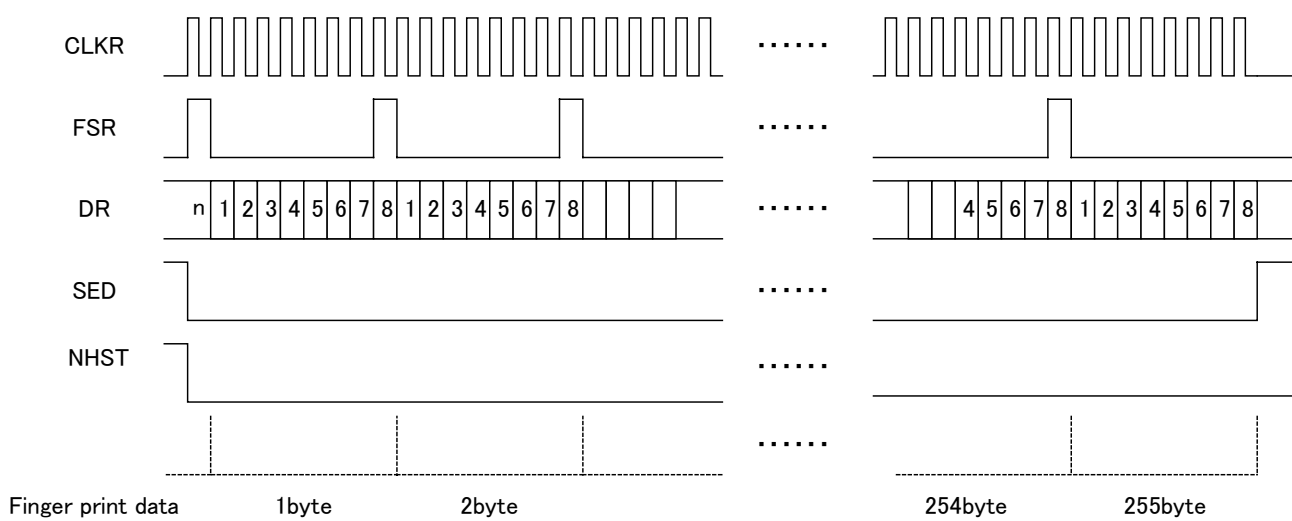 CLKR ······
FSR ······
DR n 1 2 3 4 5 6 7 8 1 2 3 4 5 6 7 8 ······ 4 5 6 7 8 1 2 3 4 5 6 7 8
SED ······
NHST ······
······
Finger print data 1byte 2byte 254byte 255byte